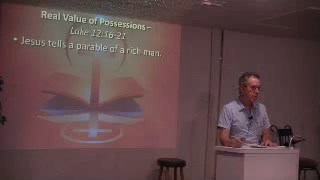 Real Value of Possessions –
Luke 12:16-21
• Jesus tells a parable of a rich man.